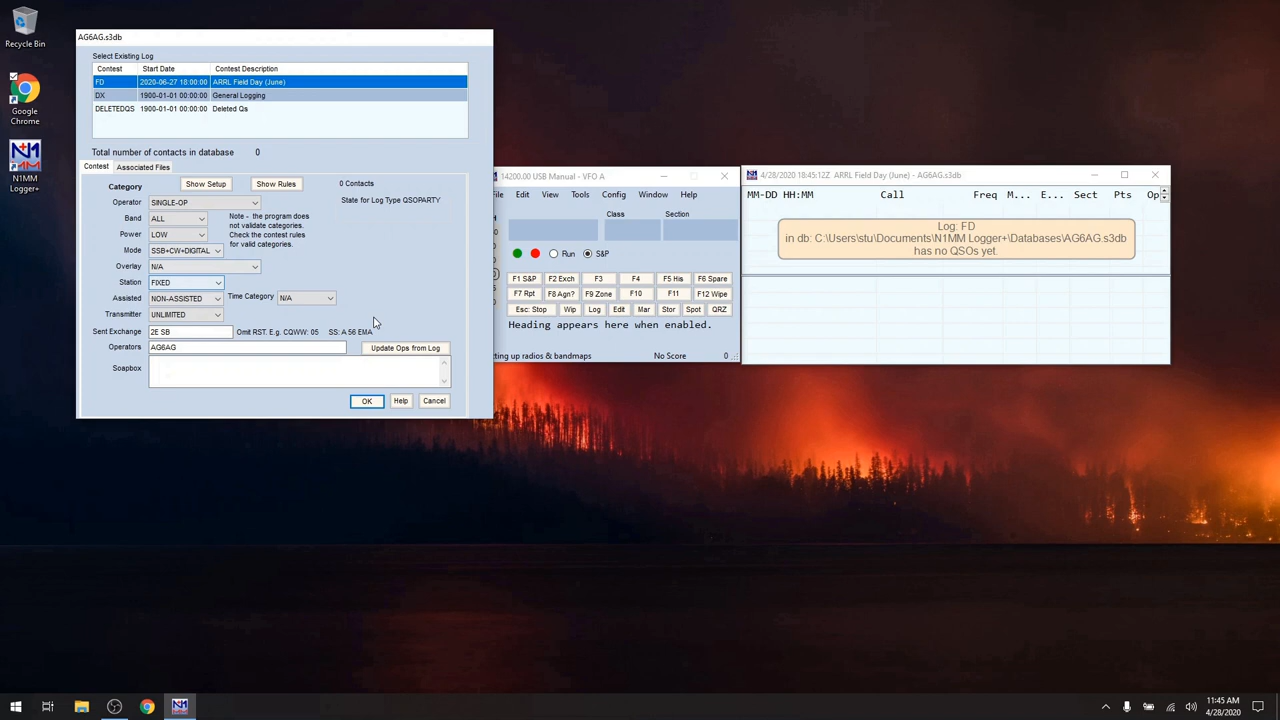 Recycle Bin
Google
Chrome
N1MM
Logger+
AG6AG.s3db
Select Existing Log
Contest Start Date Contest Description
FD 2020-06-27 18:00:00 ARRL Field Day (June)
DX 1900-01-01 00:00:00 General Logging
DELETEDQS 1900-01-01 00:00:00 Deleted Qs
Total number of contacts in database 0
Contest Associated Files
Category Show Setup Show Rules 0 Contacts
Operator SINGLE-OP State for Log Type QSOPARTY
Band ALL
Power LOW
Note - the program does
not validate categories.
Check the contest rules
for valid categories.
Mode SSB+CW+DIGITAL
Overlay N/A
Station FIXED
Assisted NON-ASSISTED Time Category N/A
Transmitter UNLIMITED
Sent Exchange 2E SB Omit RST. E.g. CQWW: 05 SS: A 56 EMA
Operators AG6AG Update Ops from Log
Soapbox
OK Help Cancel
14200.00 USB Manual - VFO A
File Edit View Tools Config Window Help
Class Section
Run S&P
F1 S&P F2 Exch F3 F4 F5 His F6 Spare
F7 Rpt F8 Agn? F9 Zone F10 F11 F12 Wipe
Esc: Stop Wip Log Edit Mar Stor Spot QRZ
Heading appears here when enabled.
tting up radios & bandmaps No Score 0
4/28/2020 18:45:12Z ARRL Field Day (June) - AG6AG.s3db
MM-DD HH:MM Call Freq M... E... Sect Pts Op
Log: FD
in db: C:\Users\stu\Documents\N1MM Logger+\Databases\AG6AG.s3db
has no QSOs yet.
11:45 AM
4/28/2020